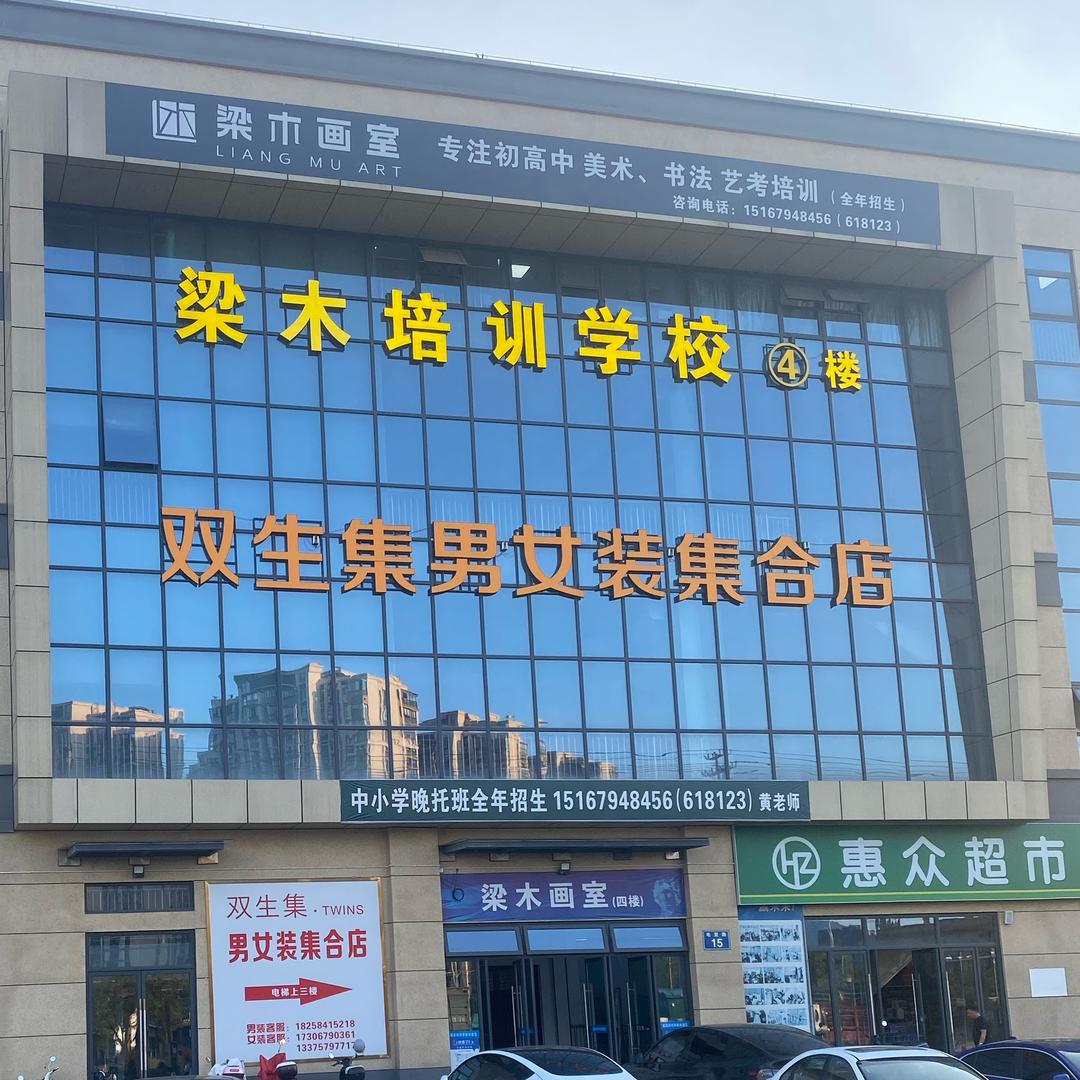 梁木画室
LIANG MU ART
专注初高中 美术、书法 艺考培训（全年招生）
咨询电话：15167948456（618123）
梁木培训学校 ④楼
双生集男女装集合店
中小学晚托班全年招生 15167948456(618123) 黄老师
双生集·TWINS
男女装集合店
电梯上三楼
男装客服：18258415218
女装客服：17306790361
13375797717
梁木画室(四楼)
15
HZ 惠众超市